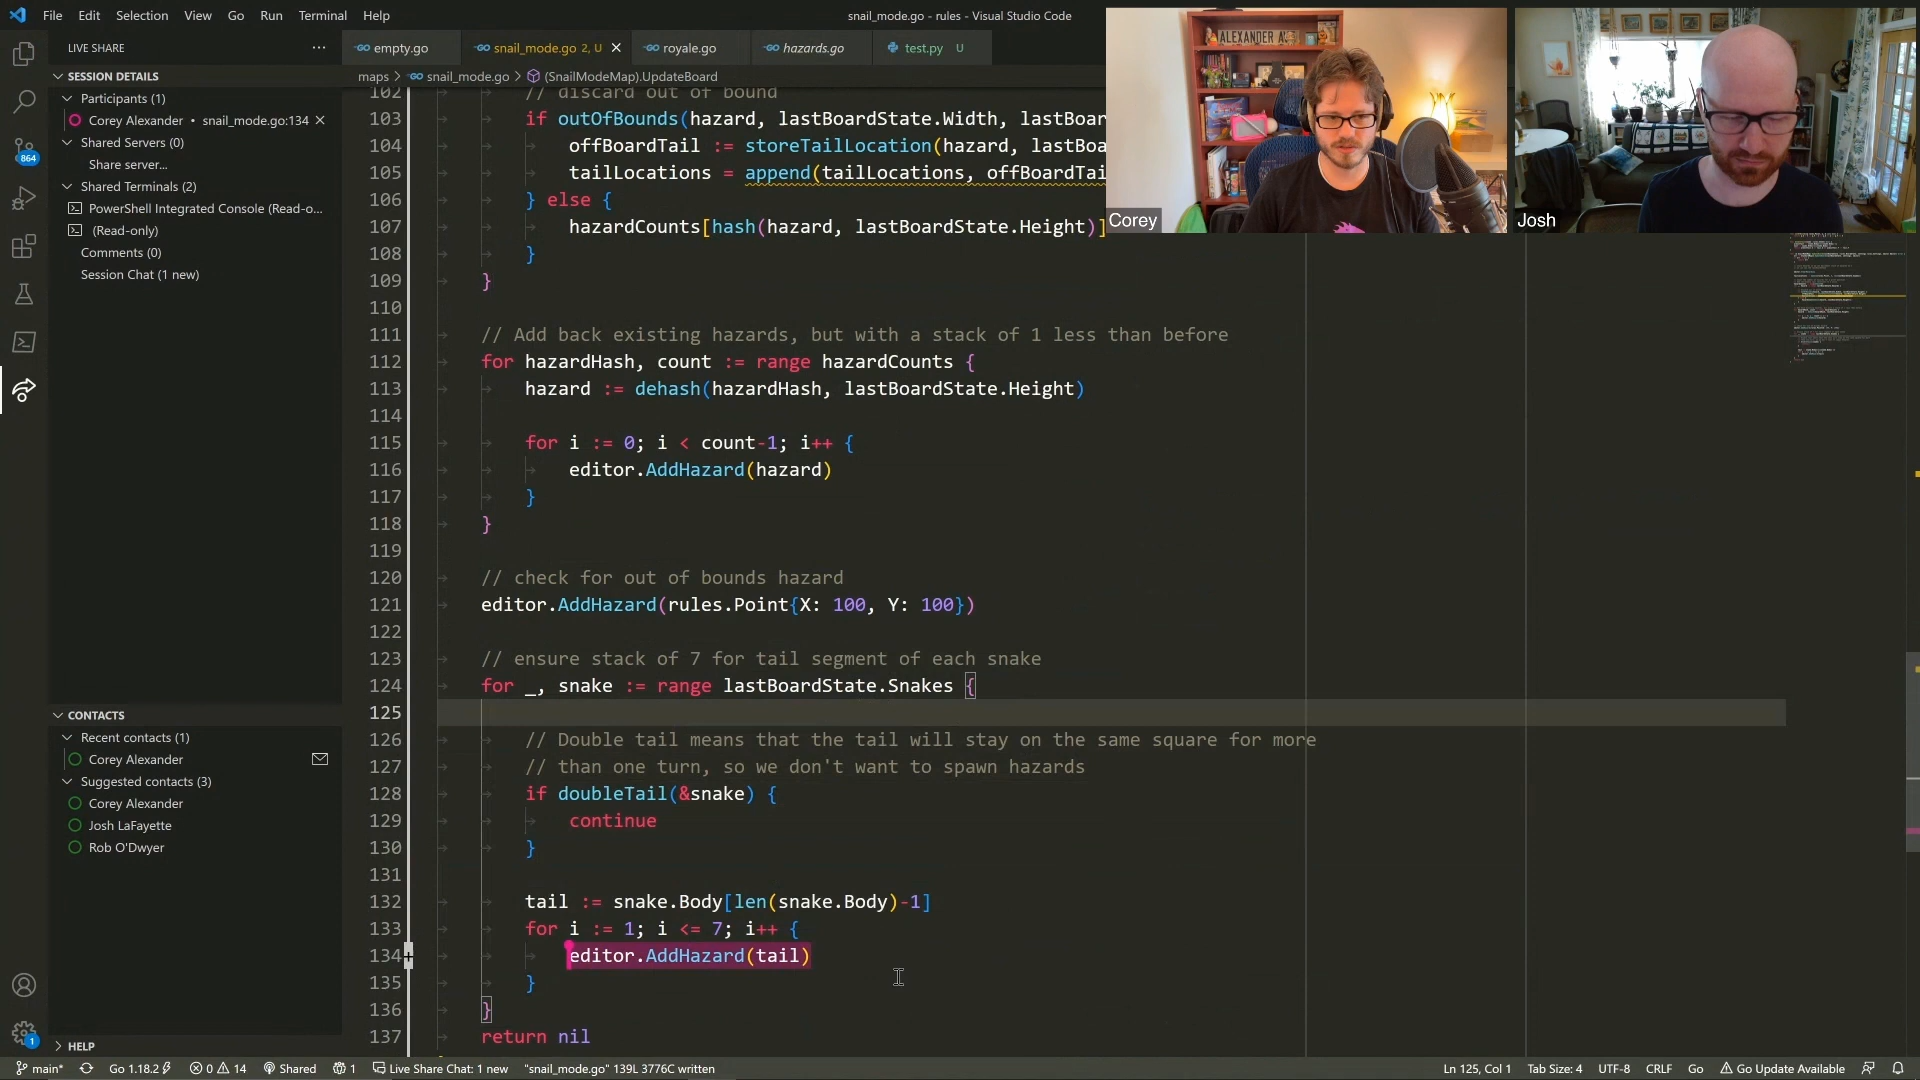 File Edit Selection View Go Run Terminal Help
snail_mode.go - rules - Visual Studio Code
LIVE SHARE
empty.go
snail_mode.go 2, U
royale.go
hazards.go
test.py U
SESSION DETAILS
Participants (1)
Corey Alexander • snail_mode.go:134
Shared Servers (0)
Share server...
Shared Terminals (2)
PowerShell Integrated Console (Read-o...
(Read-only)
Comments (0)
Session Chat (1 new)
864
CONTACTS
Recent contacts (1)
Corey Alexander
Suggested contacts (3)
Corey Alexander
Josh LaFayette
Rob O'Dwyer
HELP
maps > snail_mode.go > (SnailModeMap).UpdateBoard
102 // discard out of bound
103 if outOfBounds(hazard, lastBoardState.Width, lastBoar
104 offBoardTail := storeTailLocation(hazard, lastBoa
105 tailLocations = append(tailLocations, offBoardTai
106 } else {
107 hazardCounts[hash(hazard, lastBoardState.Height)]
108 }
109 }
110
111 // Add back existing hazards, but with a stack of 1 less than before
112 for hazardHash, count := range hazardCounts {
113 hazard := dehash(hazardHash, lastBoardState.Height)
114
115 for i := 0; i < count-1; i++ {
116 editor.AddHazard(hazard)
117 }
118 }
119
120 // check for out of bounds hazard
121 editor.AddHazard(rules.Point{X: 100, Y: 100})
122
123 // ensure stack of 7 for tail segment of each snake
124 for _, snake := range lastBoardState.Snakes {
125
126 // Double tail means that the tail will stay on the same square for more
127 // than one turn, so we don't want to spawn hazards
128 if doubleTail(&snake) {
129 continue
130 }
131
132 tail := snake.Body[len(snake.Body)-1]
133 for i := 1; i <= 7; i++ {
134 editor.AddHazard(tail)
135 }
136 }
137 return nil
ALEXANDER
Corey
Josh
1
main* Go 1.18.2 0 14 Shared 1 Live Share Chat: 1 new "snail_mode.go" 139L 3776C written
Ln 125, Col 1 Tab Size: 4 UTF-8 CRLF Go Go Update Available